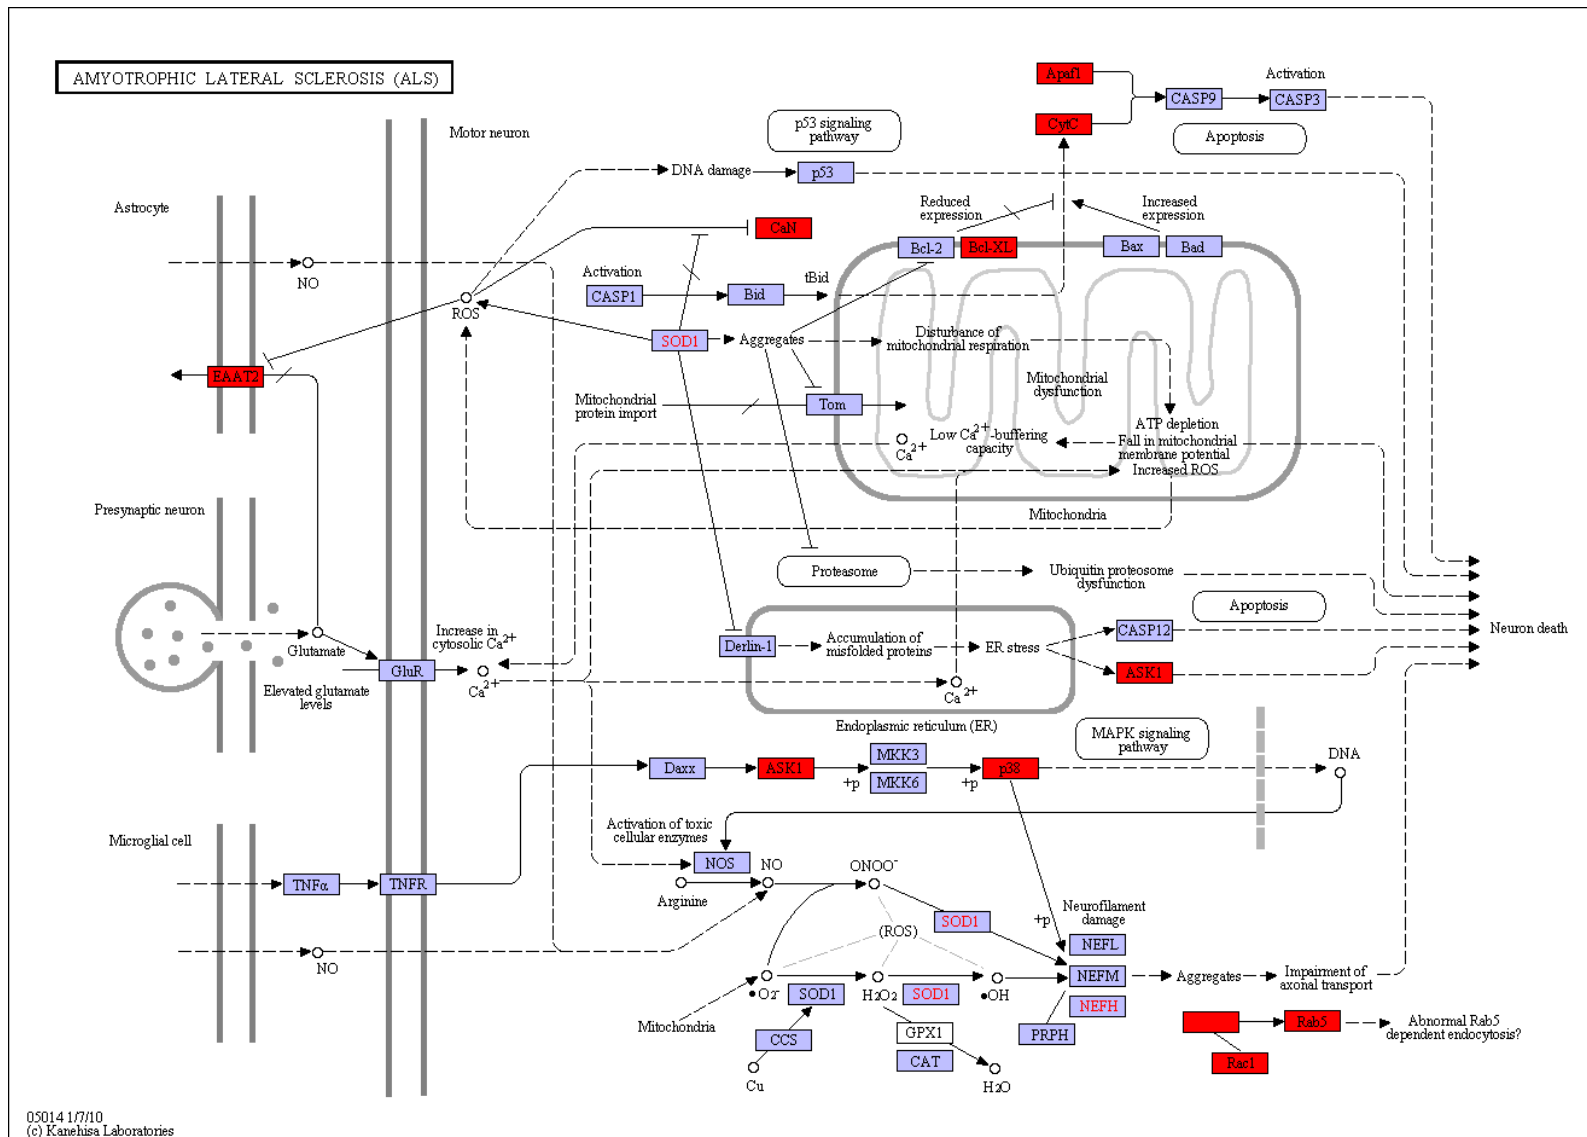 AMYOTROPHIC LATERAL SCLEROSIS (ALS)
Apaf1
Activation
CASP9
CASP3
CytC
p53 signaling
pathway
Apoptosis
Motor neuron
DNA damage
p53
Astrocyte
Reduced
expression
Increased
expression
CaN
Bcl-2
Bcl-XL
Bax
Bad
NO
Activation
tBid
CASP1
Bid
ROS
SOD1
Aggregates
Disturbance of
mitochondrial respiration
EAAT2
Mitochondrial
protein import
Tom
Mitochondrial
dysfunction
ATP depletion
Fall in mitochondrial
membrane potential
Increased ROS
Ca2+
Low Ca2+-buffering
capacity
Presynaptic neuron
Mitochondria
Proteasome
Ubiquitin proteosome
dysfunction
Apoptosis
Glutamate
Increase in
cytosolic Ca2+
Derlin-1
Accumulation of
misfolded proteins
ER stress
CASP12
Neuron death
GluR
Ca2+
ASK1
Elevated glutamate
levels
Ca2+
Endoplasmic reticulum (ER)
MAPK signaling
pathway
Daxx
ASK1
+p
MKK3
MKK6
+p
p38
DNA
Microglial cell
Activation of toxic
cellular enzymes
NOS
NO
ONOO-
TNFα
TNFR
Arginine
SOD1
+p
Neurofilament
damage
(ROS)
NEFL
NO
NEFM
Aggregates
Impairment of
axonal transport
•O2-
SOD1
H2O2
SOD1
•OH
NEFH
Mitochondria
CCS
GPX1
PRPH
CAT
Cu
H2O
Rab5
Rac1
Abnormal Rab5
dependent endocytosis?
05014 1/7/10
(c) Kanehisa Laboratories